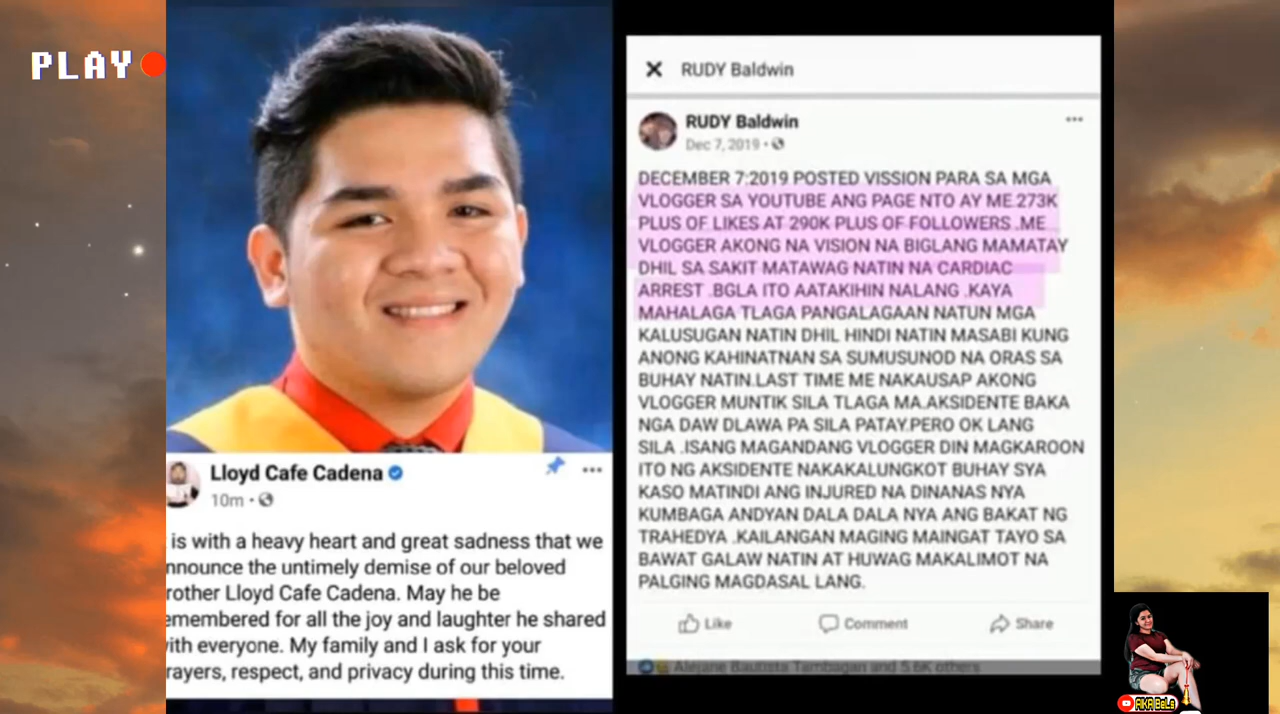 PLAY
Lloyd Cafe Cadena
10m
is with a heavy heart and great sadness that we
nnounce the untimely demise of our beloved
rother Lloyd Cafe Cadena. May he be
emembered for all the joy and laughter he shared
ith everyone. My family and I ask for your
rayers, respect, and privacy during this time.
RUDY Baldwin
RUDY Baldwin
Dec 7, 2019
DECEMBER 7:2019 POSTED VISSION PARA SA MGA
VLOGGER SA YOUTUBE ANG PAGE NTO AY ME.273K
PLUS OF LIKES AT 290K PLUS OF FOLLOWERS .ME
VLOGGER AKONG NA VISION NA BIGLANG MAMATAY
DHIL SA SAKIT MATAWAG NATIN NA CARDIAC
ARREST .BGLA ITO AATAKIHIN NALANG .KAYA
MAHALAGA TLAGA PANGALAGAAN NATUN MGA
KALUSUGAN NATIN DHIL HINDI NATIN MASABI KUNG
ANONG KAHINATNAN SA SUMUSUNOD NA ORAS SA
BUHAY NATIN.LAST TIME ME NAKAUSAP AKONG
VLOGGER MUNTIK SILA TLAGA MA.AKSIDENTE BAKA
NGA DAW DLAWA PA SILA PATAY.PERO OK LANG
SILA .ISANG MAGANDANG VLOGGER DIN MAGKAROON
ITO NG AKSIDENTE NAKAKALUNGKOT BUHAY SYA
KASO MATINDI ANG INJURED NA DINANAS NYA
KUMBAGA ANDYAN DALA DALA NYA ANG BAKAT NG
TRAHEDYA .KAILANGAN MAGING MAINGAT TAYO SA
BAWAT GALAW NATIN AT HUWAG MAKALIMOT NA
PALGING MAGDASAL LANG.
Like Comment Share
Alejane Bautista Tambagan and 5.6K others
AIKA BeLs